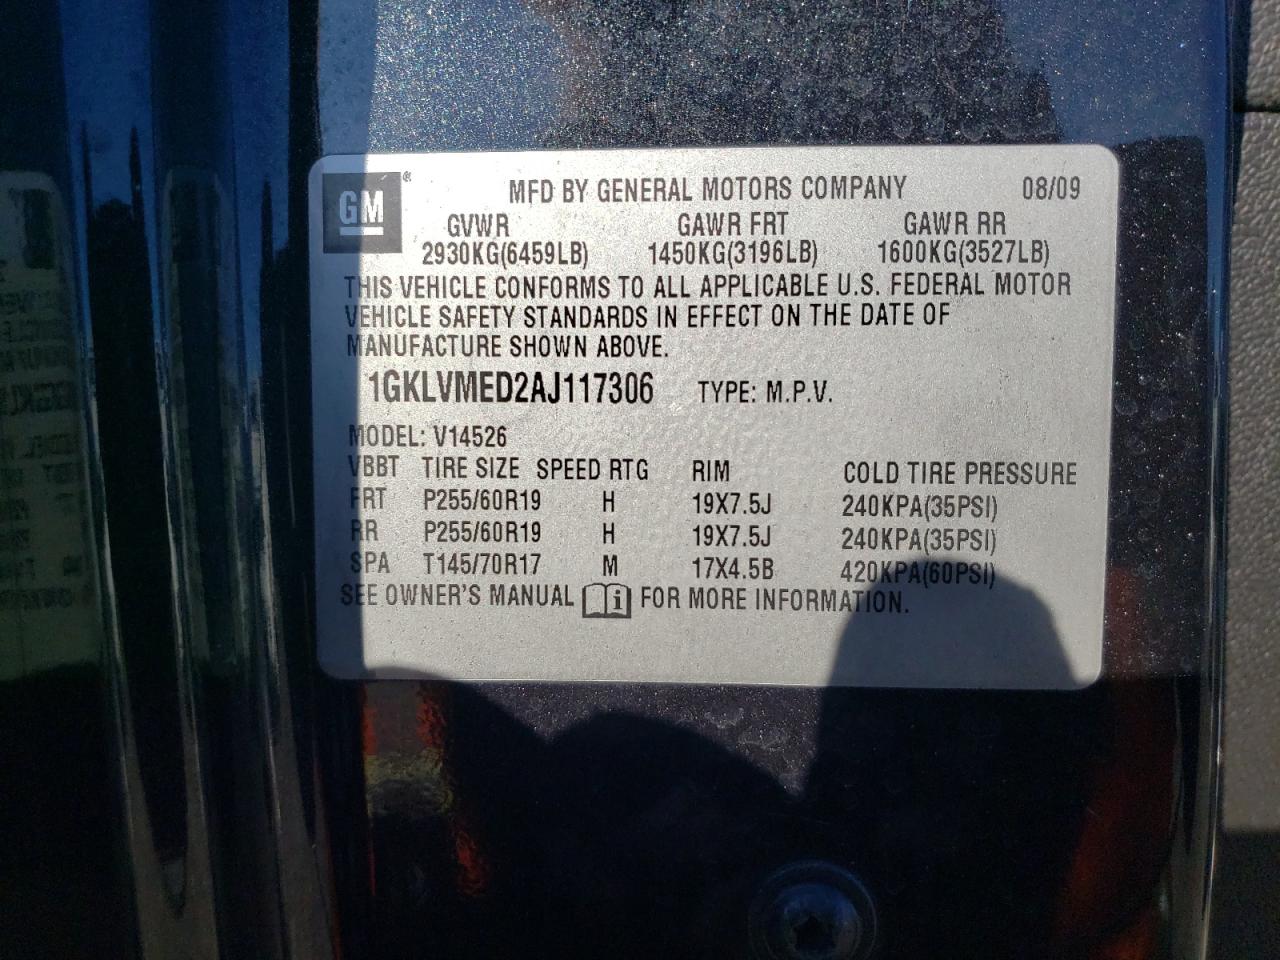 GM® MFD BY GENERAL MOTORS COMPANY 08/09
GVWR GAWR FRT GAWR RR
2930KG(6459LB) 1450KG(3196LB) 1600KG(3527LB)
THIS VEHICLE CONFORMS TO ALL APPLICABLE U.S. FEDERAL MOTOR
VEHICLE SAFETY STANDARDS IN EFFECT ON THE DATE OF
MANUFACTURE SHOWN ABOVE.
1GKLVMED2AJ117306 TYPE: M.P.V.
MODEL: V14526
VBBT TIRE SIZE SPEED RTG RIM COLD TIRE PRESSURE
FRT P255/60R19 H 19X7.5J 240KPA(35PSI)
RR P255/60R19 H 19X7.5J 240KPA(35PSI)
SPA T145/70R17 M 17X4.5B 420KPA(60PSI)
SEE OWNER'S MANUAL i FOR MORE INFORMATION.